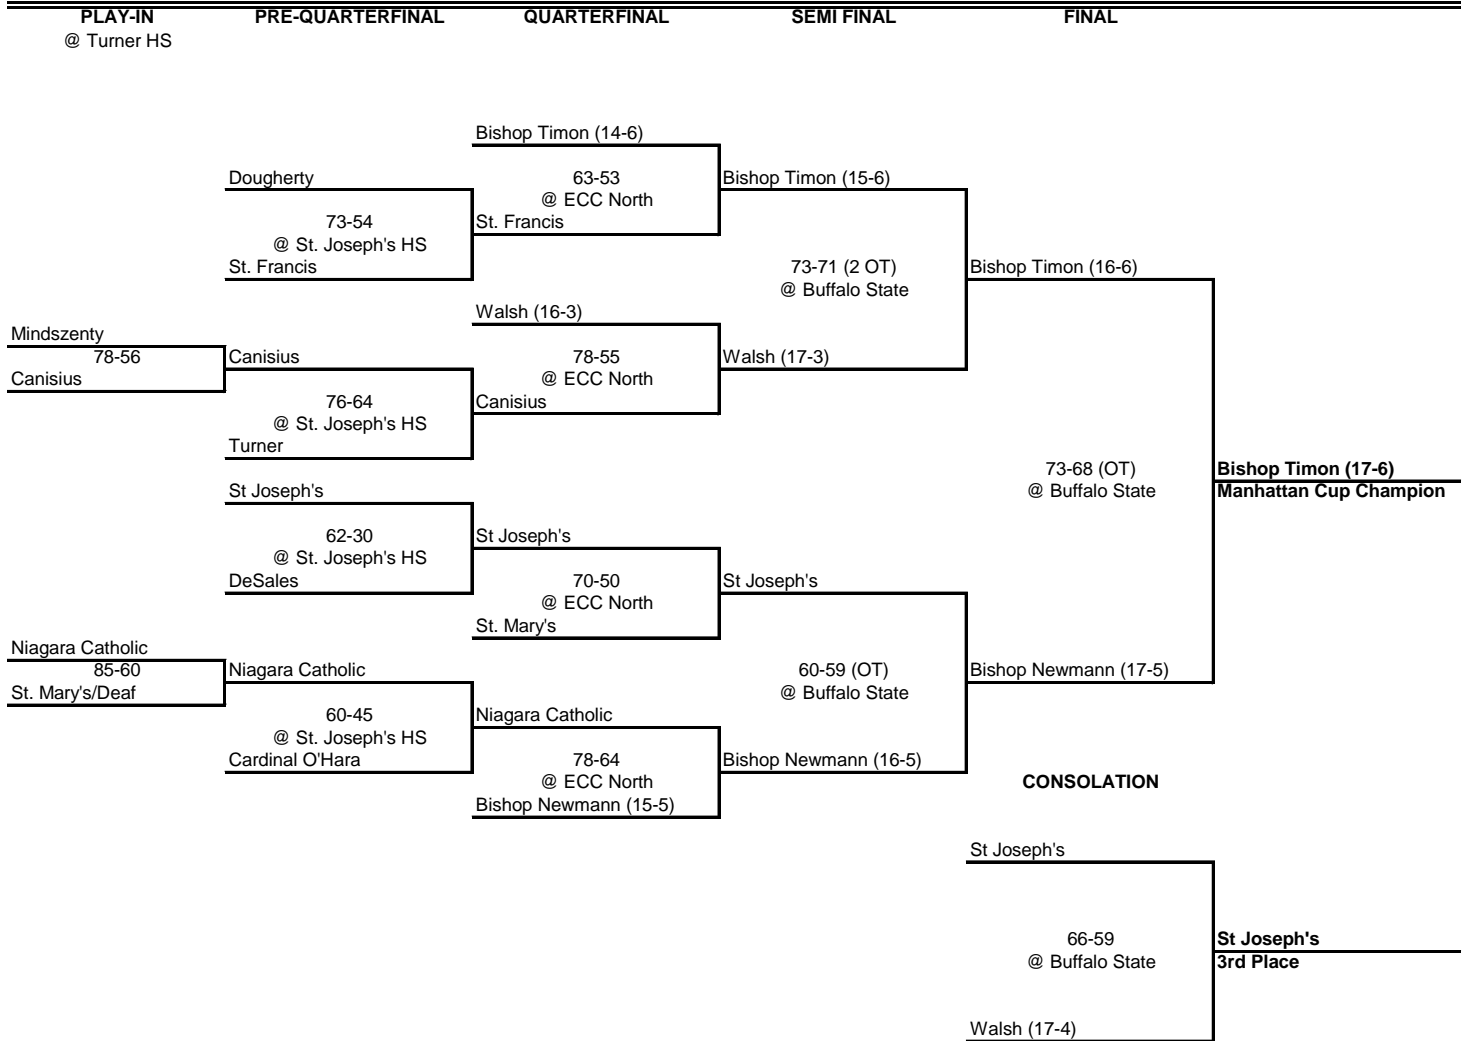 PLAY-IN PRE-QUARTERFINAL QUARTERFINAL SEMI FINAL FINAL
@ Turner HS
Bishop Timon (14-6)
Dougherty 63-53 Bishop Timon (15-6)
@ ECC North
73-54 St. Francis
@ St. Joseph's HS
St. Francis 73-71 (2 OT) Bishop Timon (16-6)
@ Buffalo State
Walsh (16-3)
Mindszenty
78-56 Canisius 78-55 Walsh (17-3)
Canisius @ ECC North
76-64 Canisius
@ St. Joseph's HS
Turner
73-68 (OT) Bishop Timon (17-6)
St Joseph's @ Buffalo State Manhattan Cup Champion
62-30 St Joseph's
@ St. Joseph's HS
DeSales 70-50 St Joseph's
@ ECC North
St. Mary's
Niagara Catholic
85-60 Niagara Catholic 60-59 (OT) Bishop Newmann (17-5)
St. Mary's/Deaf @ Buffalo State
60-45 Niagara Catholic
@ St. Joseph's HS
Cardinal O'Hara 78-64 Bishop Newmann (16-5)
@ ECC North CONSOLATION
Bishop Newmann (15-5)
St Joseph's
66-59 St Joseph's
@ Buffalo State 3rd Place
Walsh (17-4)